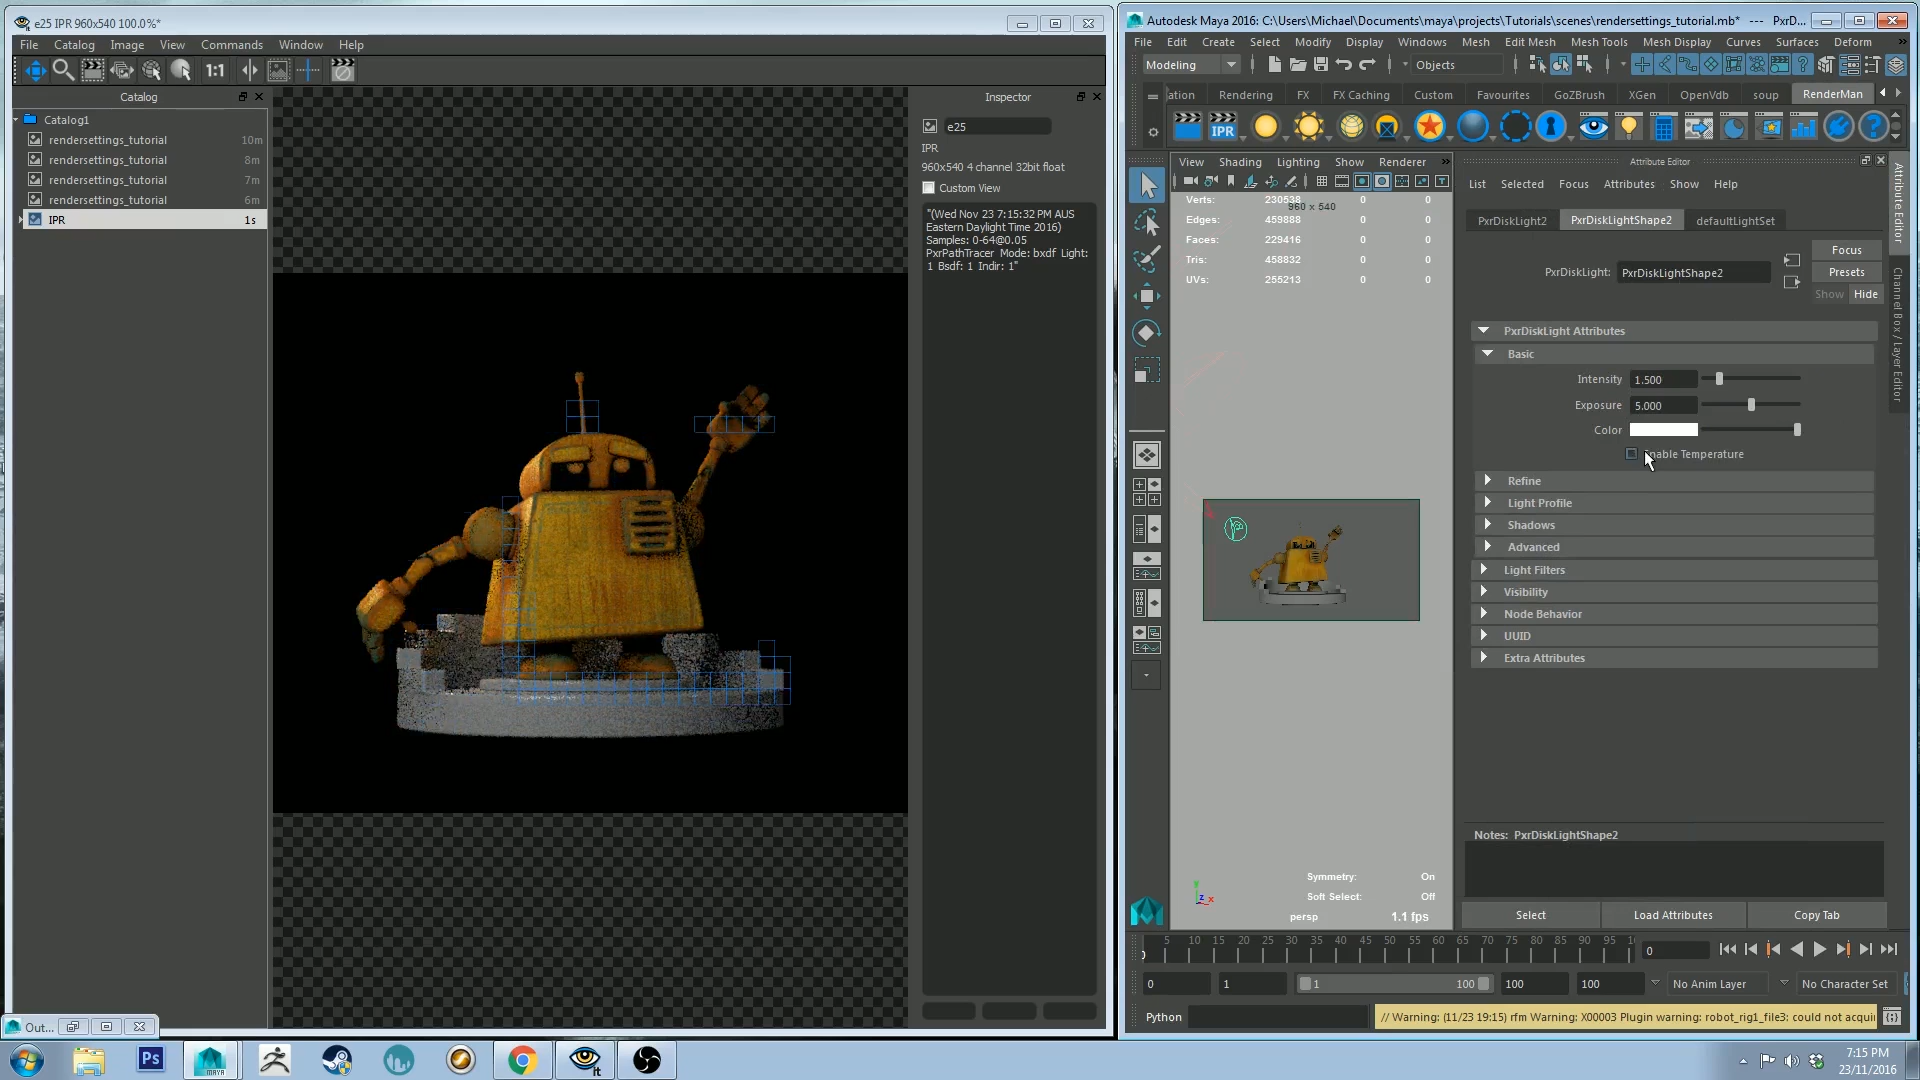 e25 IPR 960x540 100.0%*
File Catalog Image View Commands Window Help
1:1
Catalog
Catalog1
rendersettings_tutorial 10m
rendersettings_tutorial 8m
rendersettings_tutorial 7m
rendersettings_tutorial 6m
IPR 1s
Inspector
e25
IPR
960x540 4 channel 32bit float
Custom View
"(Wed Nov 23 7:15:32 PM AUS
Eastern Daylight Time 2016)
Samples: 0-64@0.05
PxrPathTracer Mode: bxdf Light:
1 Bsdf: 1 Indir: 1"
Autodesk Maya 2016: C:\Users\Michael\Documents\maya\projects\Tutorials\scenes\rendersettings_tutorial.mb* --- PxrD...
File Edit Create Select Modify Display Windows Mesh Edit Mesh Mesh Tools Mesh Display Curves Surfaces Deform
Modeling Objects
ation Rendering FX FX Caching Custom Favourites GoZBrush XGen OpenVdb soup RenderMan
IPR
View Shading Lighting Show Renderer
Verts: 230538 0 0
960 x 540
Edges: 459888 0 0
Faces: 229416 0 0
Tris: 458832 0 0
UVs: 255213 0 0
Symmetry: On
Soft Select: Off
persp 1.1 fps
Attribute Editor
List Selected Focus Attributes Show Help
PxrDiskLight2 PxrDiskLightShape2 defaultLightSet
PxrDiskLight: PxrDiskLightShape2
Focus
Presets
Show Hide
PxrDiskLight Attributes
Basic
Intensity 1.500
Exposure 5.000
Color
Enable Temperature
Refine
Light Profile
Shadows
Advanced
Light Filters
Visibility
Node Behavior
UUID
Extra Attributes
Notes: PxrDiskLightShape2
Select Load Attributes Copy Tab
Attribute Editor
Channel Box / Layer Editor
5 10 15 20 25 30 35 40 45 50 55 60 65 70 75 80 85 90 95 0
0 1 1 100 100 100 No Anim Layer No Character Set
Python // Warning: (11/23 19:15) rfm Warning: X00003 Plugin warning: robot_rig1_file3: could not acqui
Out...
Ps
MAYA
it
7:15 PM
23/11/2016